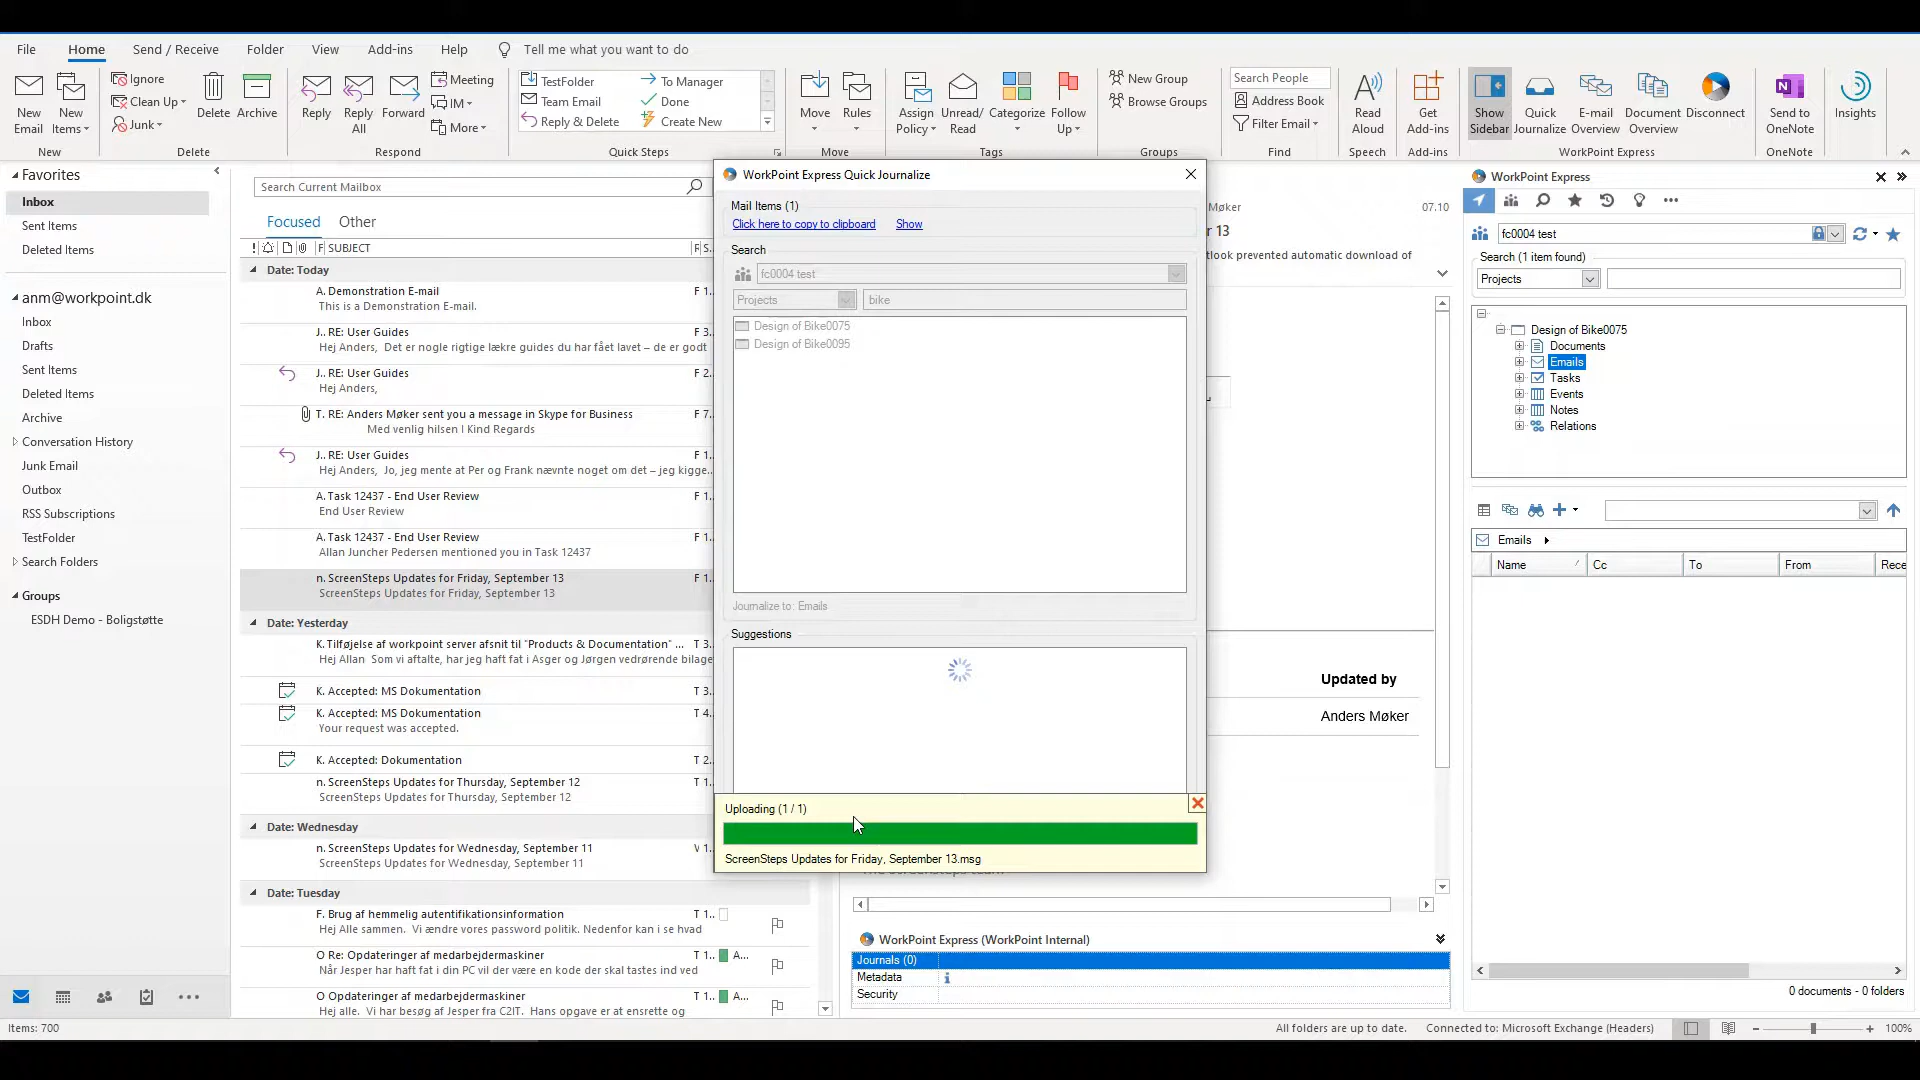 File Home Send / Receive Folder View Add-ins Help Tell me what you want to do
New Email
New Items
New
Ignore
Clean Up
Junk
Delete
Archive
Delete
Reply
Reply All
Forward
Meeting
IM
More
Respond
TestFolder
Team Email
Reply & Delete
To Manager
Done
Create New
Quick Steps
Move
Rules
Move
Assign Policy
Unread/ Read
Categorize
Follow Up
Tags
New Group
Browse Groups
Groups
Search People
Address Book
Filter Email
Find
Read Aloud
Speech
Get Add-ins
Add-ins
Show Sidebar
Quick Journalize
E-mail Overview
Document Overview
Disconnect
WorkPoint Express
Send to OneNote
OneNote
Insights
Favorites
Inbox
Sent Items
Deleted Items
anm@workpoint.dk
Inbox
Drafts
Sent Items
Deleted Items
Archive
Conversation History
Junk Email
Outbox
RSS Subscriptions
TestFolder
Search Folders
Groups
ESDH Demo - Boligstøtte
Items: 700
Search Current Mailbox
Focused Other
! F SUBJECT F S..
Date: Today
A. Demonstration E-mail F 1..
This is a Demonstration E-mail.
J.. RE: User Guides F 3..
Hej Anders, Det er nogle rigtige lækre guides du har fået lavet – de er godt
J.. RE: User Guides F 2..
Hej Anders,
T. RE: Anders Møker sent you a message in Skype for Business F 7..
Med venlig hilsen I Kind Regards
J.. RE: User Guides F 1..
Hej Anders, Jo, jeg mente at Per og Frank nævnte noget om det – jeg kigge..
A. Task 12437 - End User Review F 1..
End User Review
A. Task 12437 - End User Review F 1..
Allan Juncher Pedersen mentioned you in Task 12437
n. ScreenSteps Updates for Friday, September 13 F 1..
ScreenSteps Updates for Friday, September 13
Date: Yesterday
K. Tilføjelse af workpoint server afsnit til "Products & Documentation" ... T 3..
Hej Allan Som vi aftalte, har jeg haft fat i Asger og Jørgen vedrørende bilage
K. Accepted: MS Dokumentation T 3..
K. Accepted: MS Dokumentation T 4..
Your request was accepted.
K. Accepted: Dokumentation T 2..
n. ScreenSteps Updates for Thursday, September 12 T 1..
ScreenSteps Updates for Thursday, September 12
Date: Wednesday
n. ScreenSteps Updates for Wednesday, September 11 V 1..
ScreenSteps Updates for Wednesday, September 11
Date: Tuesday
F. Brug af hemmelig autentifikationsinformation T 1..
Hej Alle sammen. Vi ændre vores password politik. Nedenfor kan i se hvad
O Re: Opdateringer af medarbejdermaskiner T 1.. A...
Når Jesper har haft fat i din PC vil der være en kode der skal tastes ind ved
O Opdateringer af medarbejdermaskiner T 1.. A...
Hej alle. Vi har besøg af Jesper fra C2IT. Hans opgave er at ensrette og
WorkPoint Express Quick Journalize
Mail Items (1)
Click here to copy to clipboard Show
Search
fc0004 test
Projects bike
Design of Bike0075
Design of Bike0095
Journalize to: Emails
Suggestions
Uploading (1 / 1)
ScreenSteps Updates for Friday, September 13.msg
Møker 07.10
r 13
tlook prevented automatic download of
Updated by
Anders Møker
WorkPoint Express (WorkPoint Internal)
Journals (0)
Metadata
Security
WorkPoint Express
fc0004 test
Search (1 item found)
Projects
Design of Bike0075
Documents
Emails
Tasks
Events
Notes
Relations
Emails
Name Cc To From Rece
0 documents - 0 folders
All folders are up to date. Connected to: Microsoft Exchange (Headers) 100%